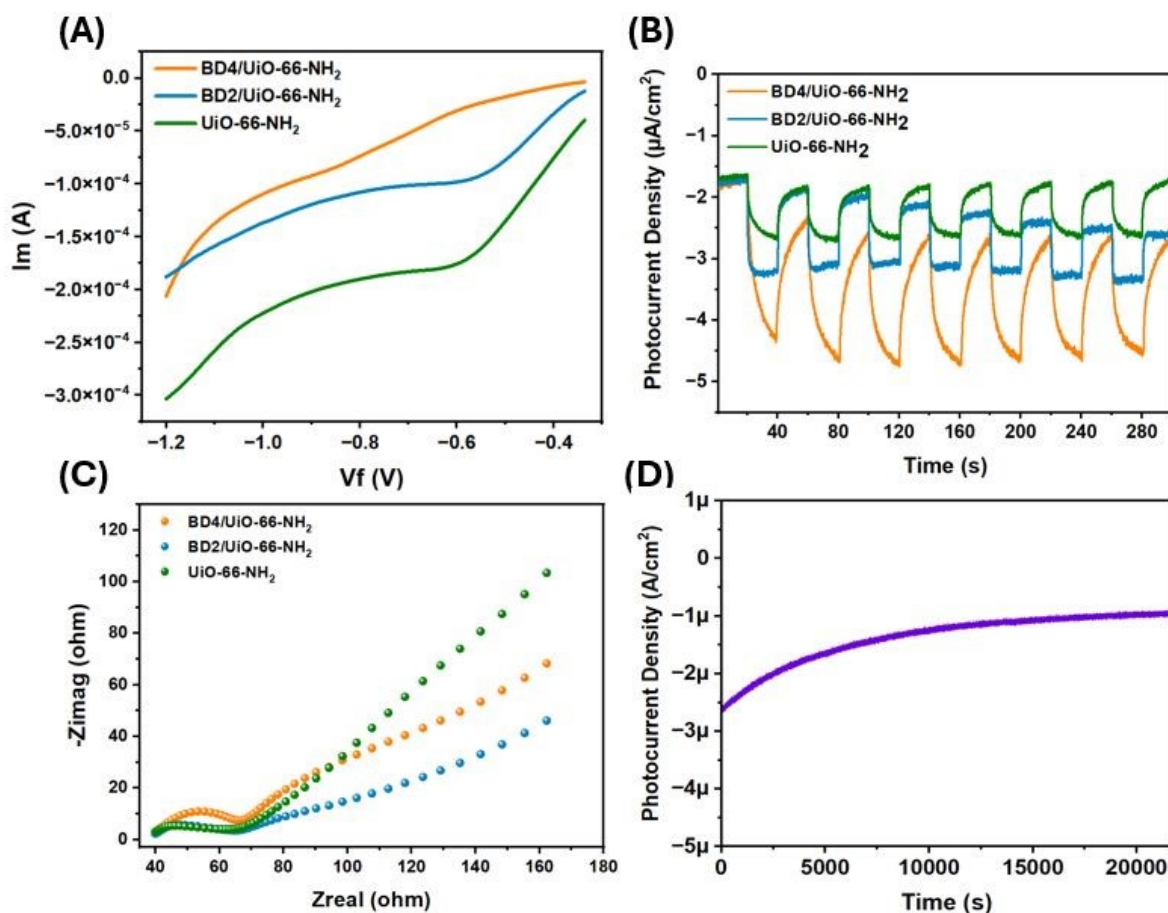 (A)
Im (A)
0.0
−5.0×10⁻⁵
−1.0×10⁻⁴
−1.5×10⁻⁴
−2.0×10⁻⁴
−2.5×10⁻⁴
−3.0×10⁻⁴
BD4/UiO-66-NH₂
BD2/UiO-66-NH₂
UiO-66-NH₂
−1.2 −1.0 −0.8 −0.6 −0.4
Vf (V)
(B)
Photocurrent Density (µA/cm²)
0
−1
−2
−3
−4
−5
BD4/UiO-66-NH2
BD2/UiO-66-NH2
UiO-66-NH2
40 80 120 160 200 240 280
Time (s)
(C)
-Zimag (ohm)
120
100
80
60
40
20
0
BD4/UiO-66-NH₂
BD2/UiO-66-NH₂
UiO-66-NH₂
40 60 80 100 120 140 160 180
Zreal (ohm)
(D)
Photocurrent Density (A/cm²)
1µ
0
−1µ
−2µ
−3µ
−4µ
−5µ
0 5000 10000 15000 20000
Time (s)